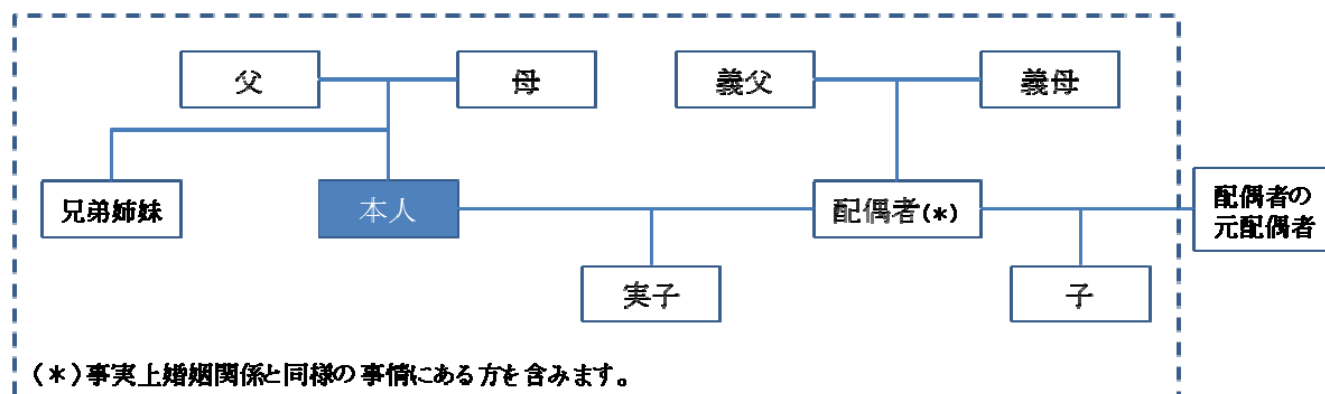 父
母
義父
義母
兄弟姉妹
本人
配偶者(*)
配偶者の
元配偶者
実子
子
(*)事実上婚姻関係と同様の事情にある方を含みます。